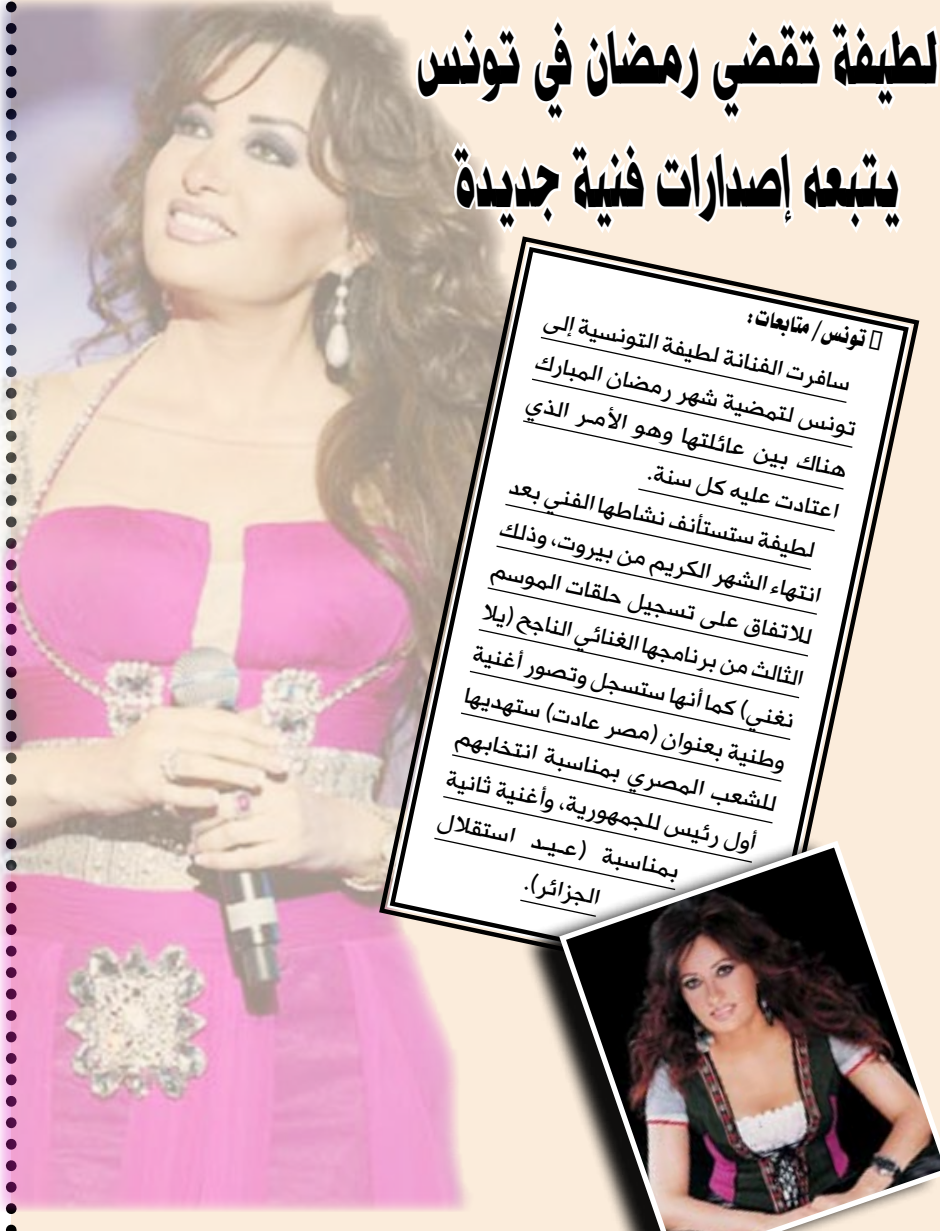 لطيفة تقضي رمضان في تونس
يتبعه إصدارات فنية جديدة
تونس/ متابعات:
سافرت الفنانة لطيفة التونسية إلى
تونس لتمضية شهر رمضان المبارك
هناك بين عائلتها وهو الأمر الذي
اعتادت عليه كل سنة.
لطيفة ستستأنف نشاطها الفني بعد
انتهاء الشهر الكريم من بيروت، وذلك
للاتفاق على تسجيل حلقات الموسم
الثالث من برنامجها الغنائي الناجح (يلا
نغني) كما أنها ستسجل وتصور أغنية
وطنية بعنوان (مصر عادت) ستهديها
للشعب المصري بمناسبة انتخابهم
أول رئيس للجمهورية، وأغنية ثانية
بمناسبة (عـيـد استقلال
الجزائر).